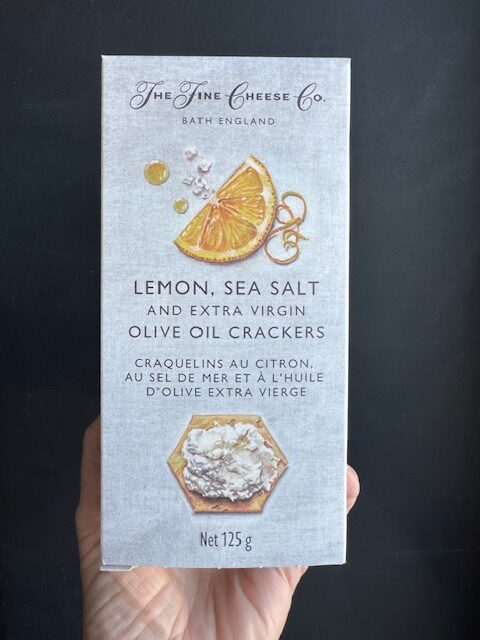 THE FINE CHEESE CO.
BATH ENGLAND
LEMON, SEA SALT
AND EXTRA VIRGIN
OLIVE OIL CRACKERS
CRAQUELINS AU CITRON,
AU SEL DE MER ET À L'HUILE
D"OLIVE EXTRA VIERGE
Net 125 g